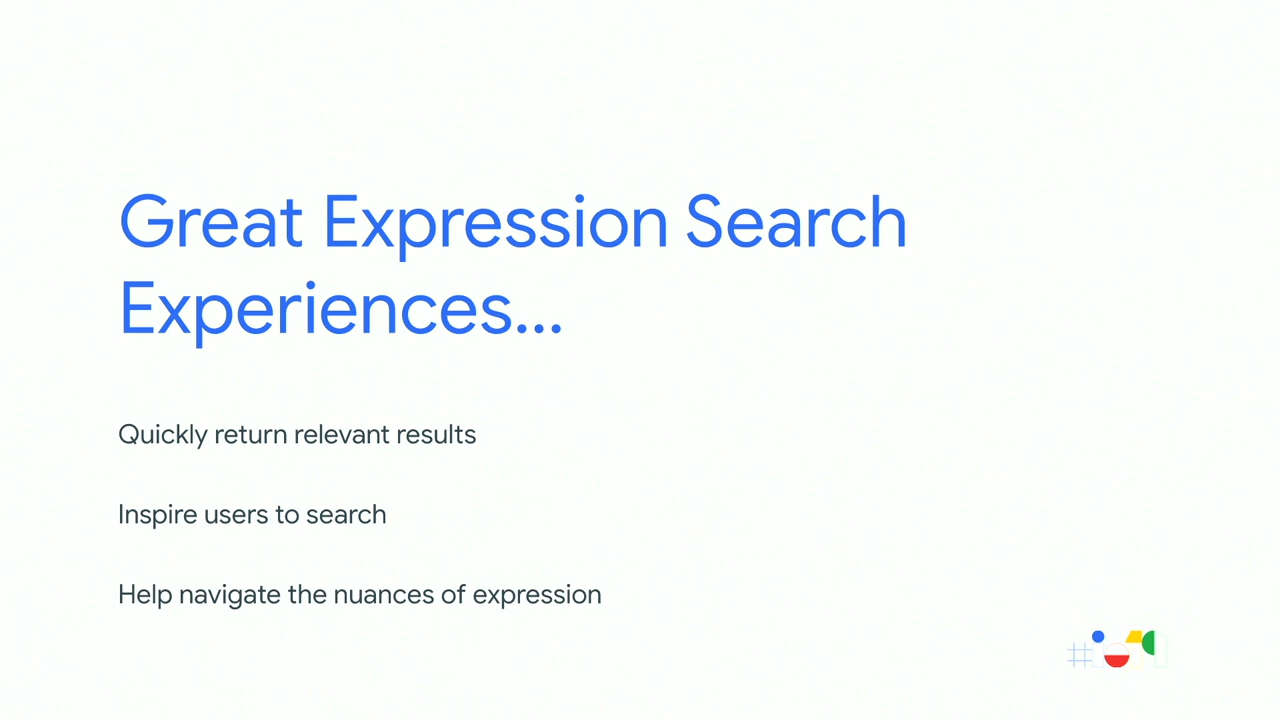 Great Expression Search
Experiences...
Quickly return relevant results
Inspire users to search
Help navigate the nuances of expression